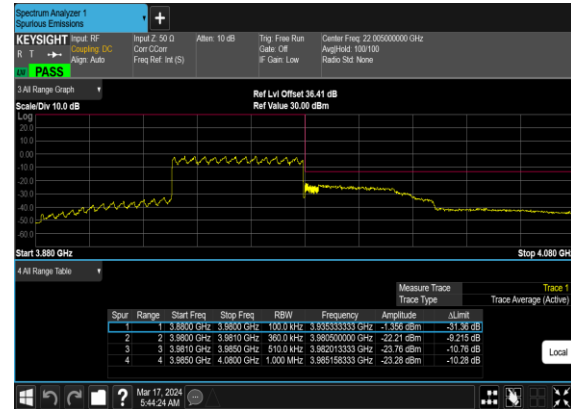 Spectrum Analyzer 1
Spurious Emissions
+
KEYSIGHT Input: RF Input Z: 50 Ω Atten: 10 dB Trig: Free Run Center Freq: 22.005000000 GHz
R T Coupling: DC Corr CCorr Gate: Off Avg|Hold: 100/100
Align: Auto Freq Ref: Int (S) IF Gain: Low Radio Std: None
PASS
3 All Range Graph Ref Lvl Offset 36.41 dB
Scale/Div 10.0 dB Ref Value 30.00 dBm
Log
20.0
10.0
0.00
-10.0
-20.0
-30.0
-40.0
-50.0
-60.0
Start 3.880 GHz Stop 4.080 GH
4 All Range Table
Measure Trace Trace 1
Trace Type Trace Average (Active)
Spur Range Start Freq Stop Freq RBW Frequency Amplitude ΔLimit
1 1 3.8800 GHz 3.9800 GHz 100.0 kHz 3.935333333 GHz -1.356 dBm -31.36 dB
2 2 3.9800 GHz 3.9810 GHz 360.0 kHz 3.980500000 GHz -22.21 dBm -9.215 dB
3 3 3.9810 GHz 3.9850 GHz 510.0 kHz 3.982013333 GHz -23.76 dBm -10.76 dB
4 4 3.9850 GHz 4.0800 GHz 1.000 MHz 3.985158333 GHz -23.28 dBm -10.28 dB
Local
? Mar 17, 2024
5:44:24 AM